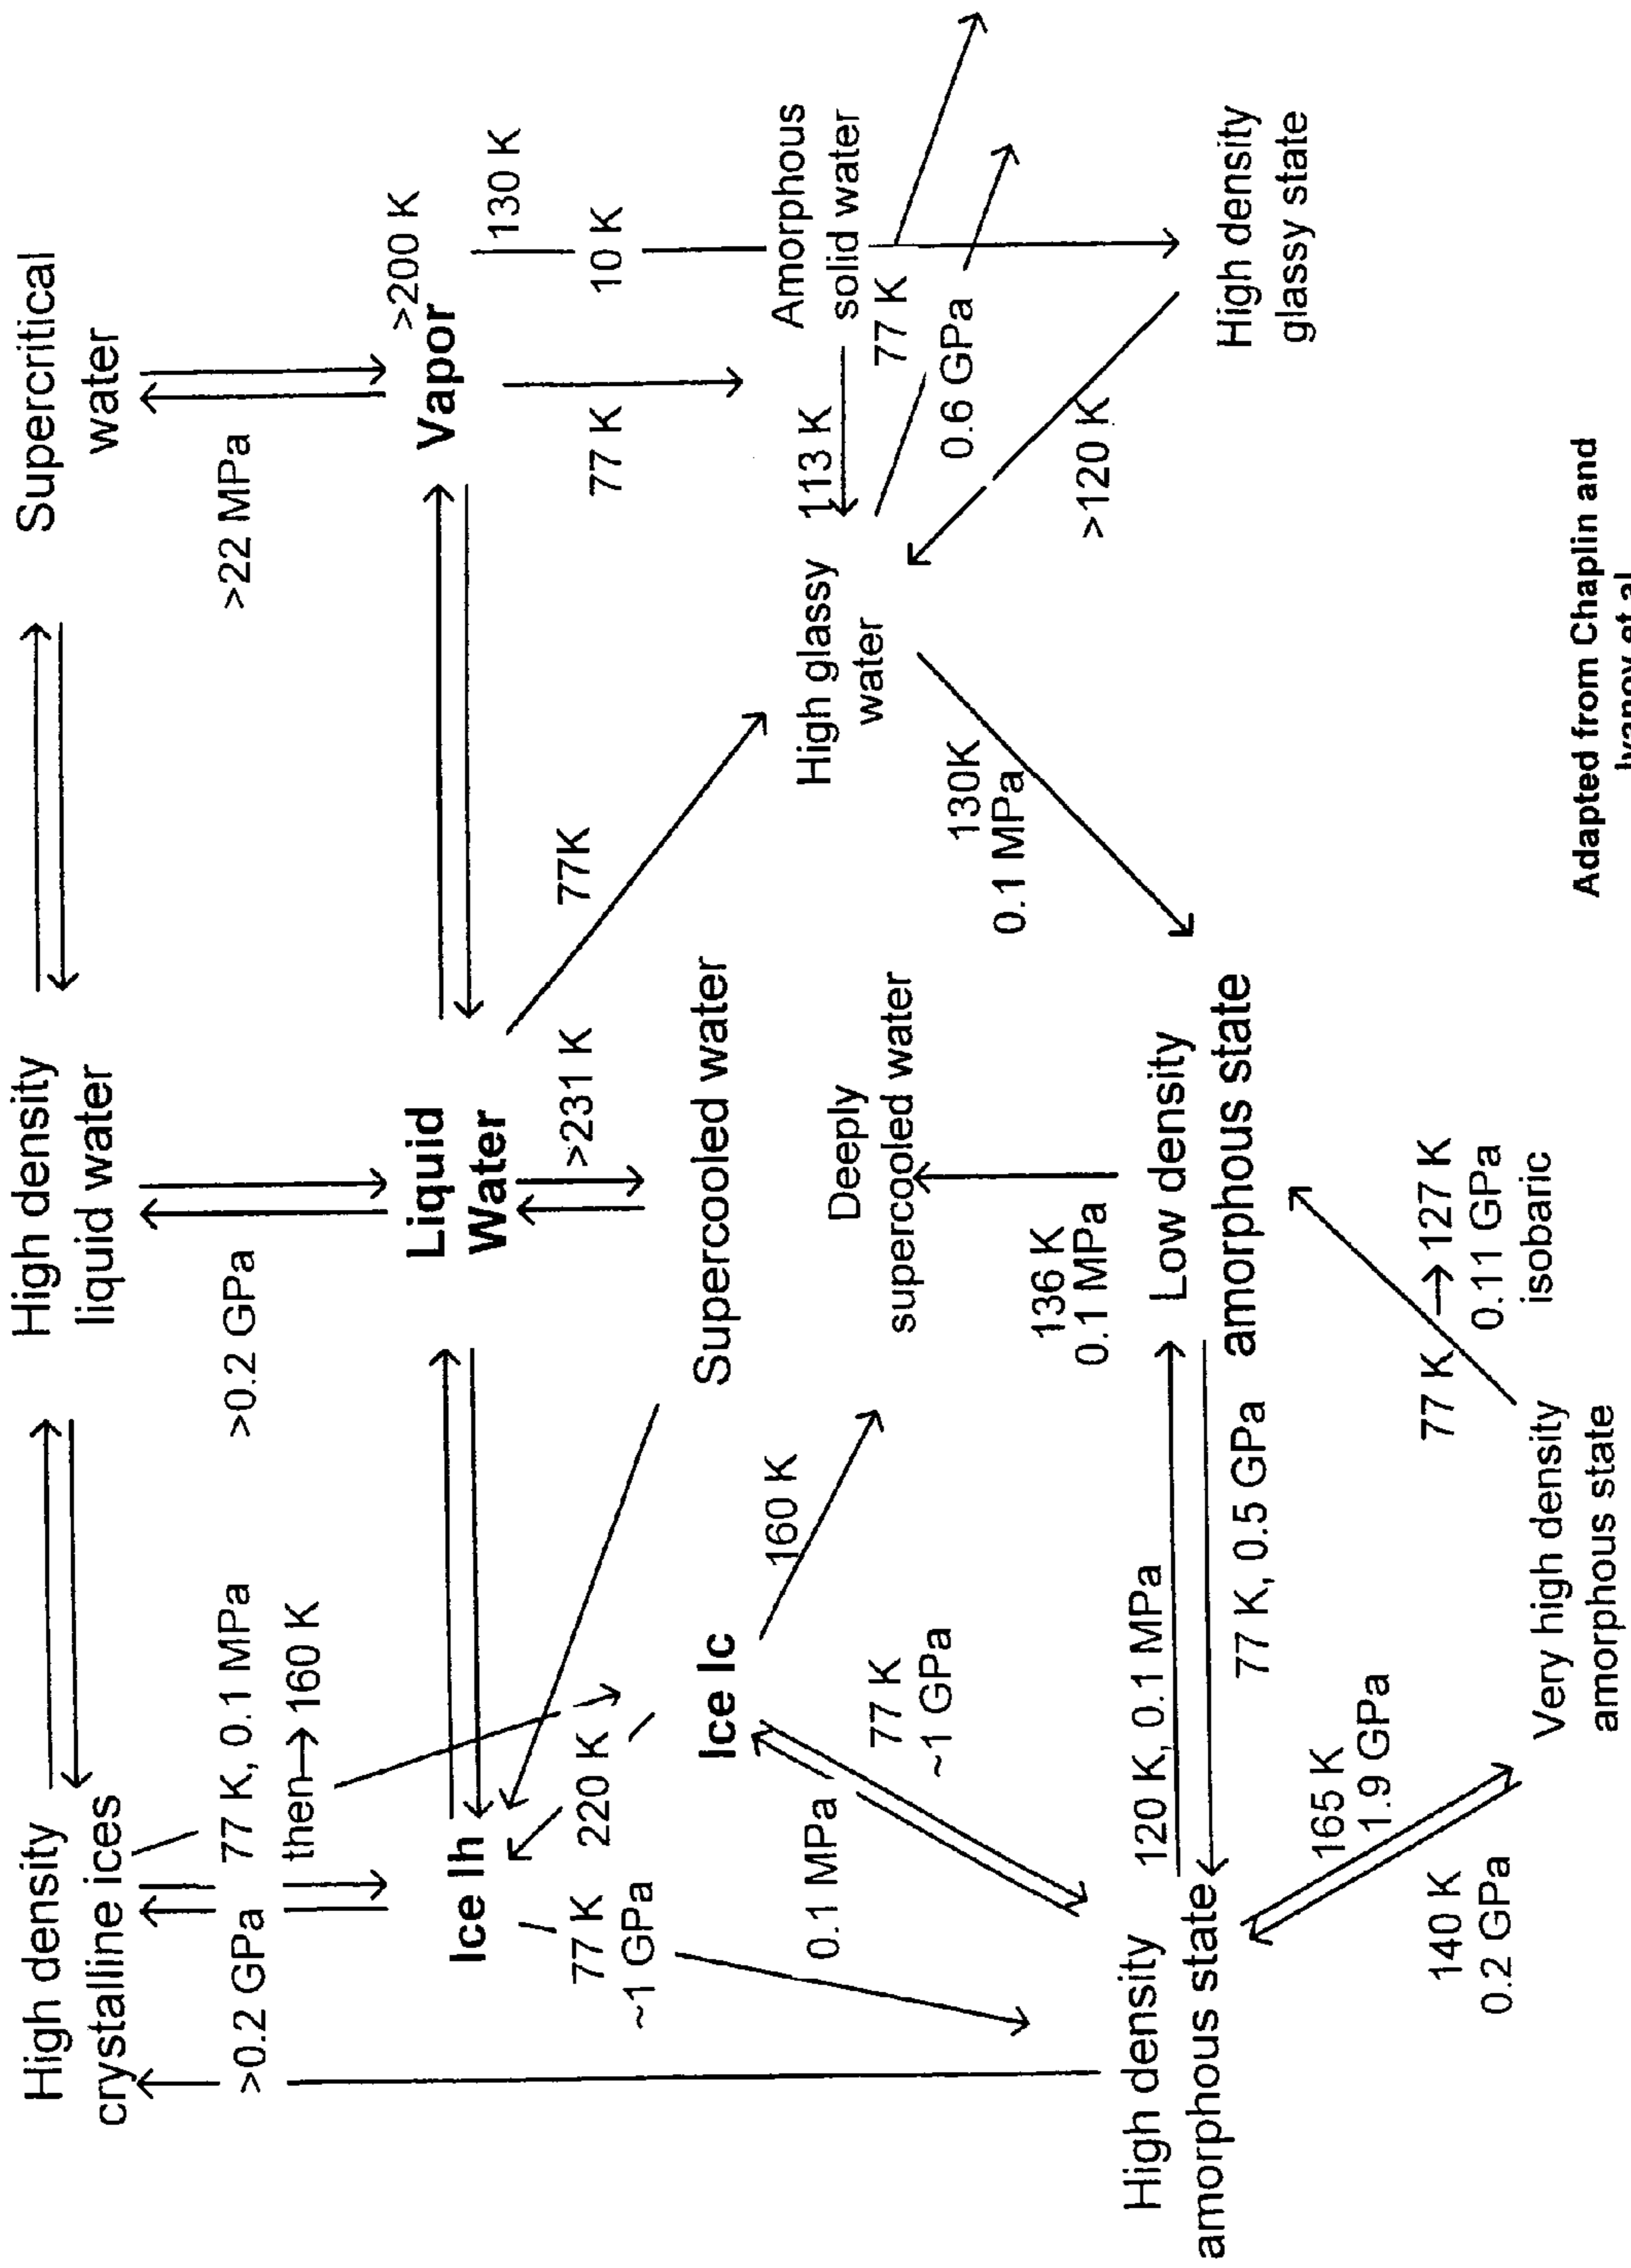 High density
crystalline ices
High density
liquid water
Supercritical
water
>0.2 GPa
77 K, 0.1 MPa
then→160 K
>0.2 GPa
>22 MPa
Ice Ih
Liquid
Water
Vapor
>200 K
130 K
10 K
77 K
~1 GPa
220 K
>231 K
77K
77 K
Ice Ic
Supercooled water
160 K
0.1 MPa
77 K
~1 GPa
Deeply
supercooled water
High glassy
water
113 K
Amorphous
solid water
77 K
0.6 GPa
>120 K
130K
0.1 MPa
136 K
0.1 MPa
High density
amorphous state
120 K, 0.1 MPa
77 K, 0.5 GPa
Low density
amorphous state
High density
glassy state
165 K
1.9 GPa
140 K
0.2 GPa
77 K → 127 K
0.11 GPa
isobaric
Very high density
amorphous state
Adapted from Chaplin and
et al